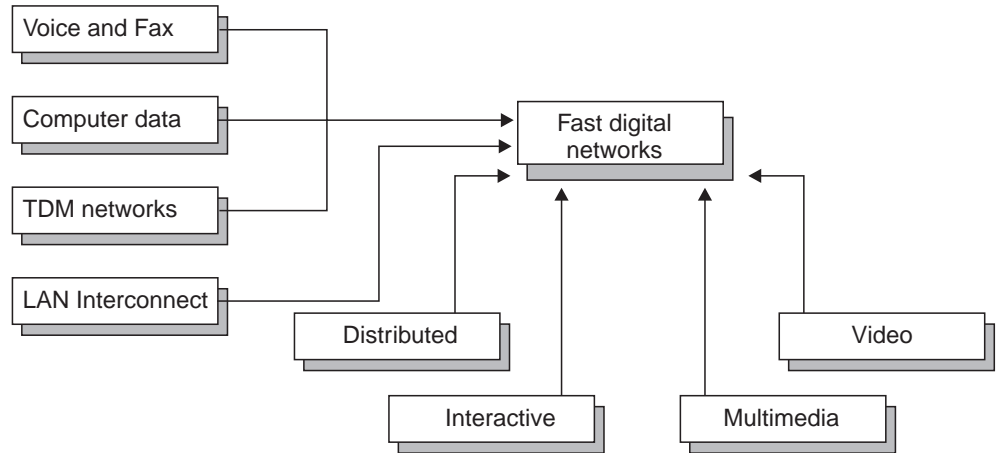 Voice and Fax
Computer data
Fast digital
networks
TDM networks
LAN Interconnect
Distributed
Video
Interactive
Multimedia